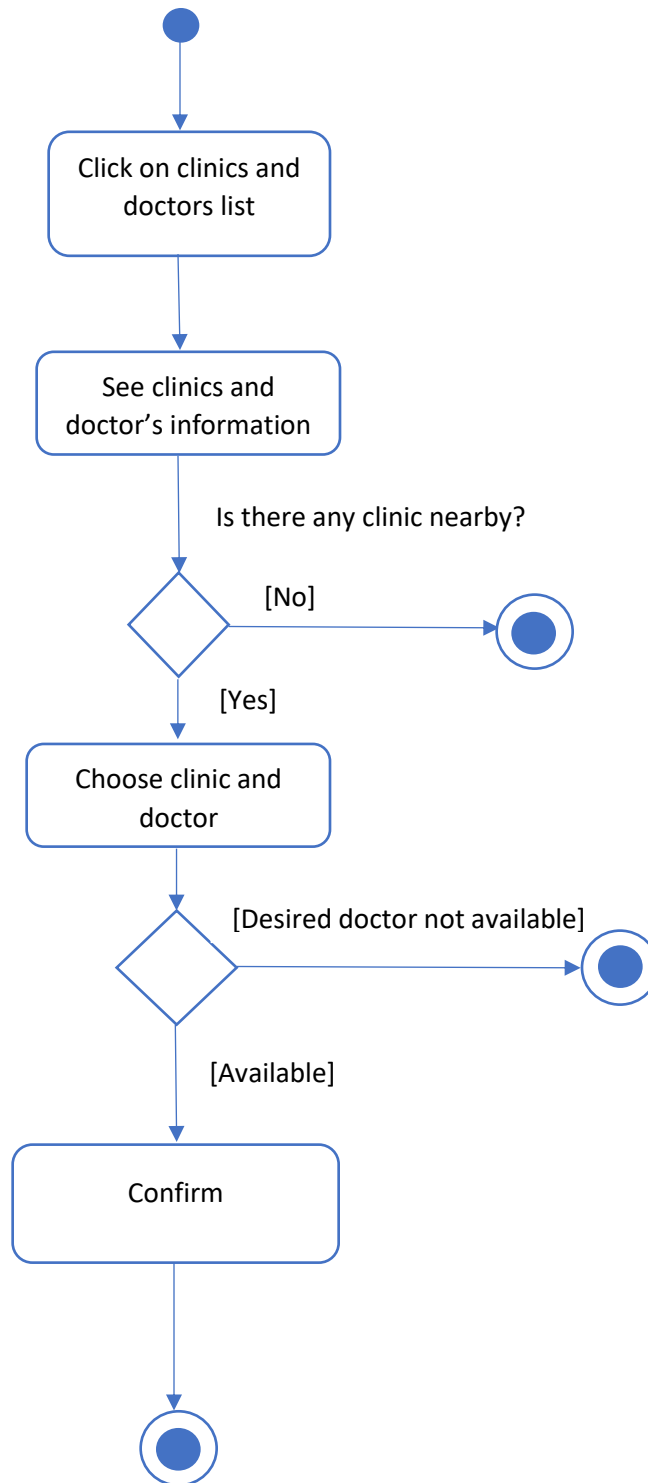 Click on clinics and
doctors list
See clinics and
doctor’s information
Is there any clinic nearby?
[No]
[Yes]
Choose clinic and
doctor
[Desired doctor not available]
[Available]
Confirm